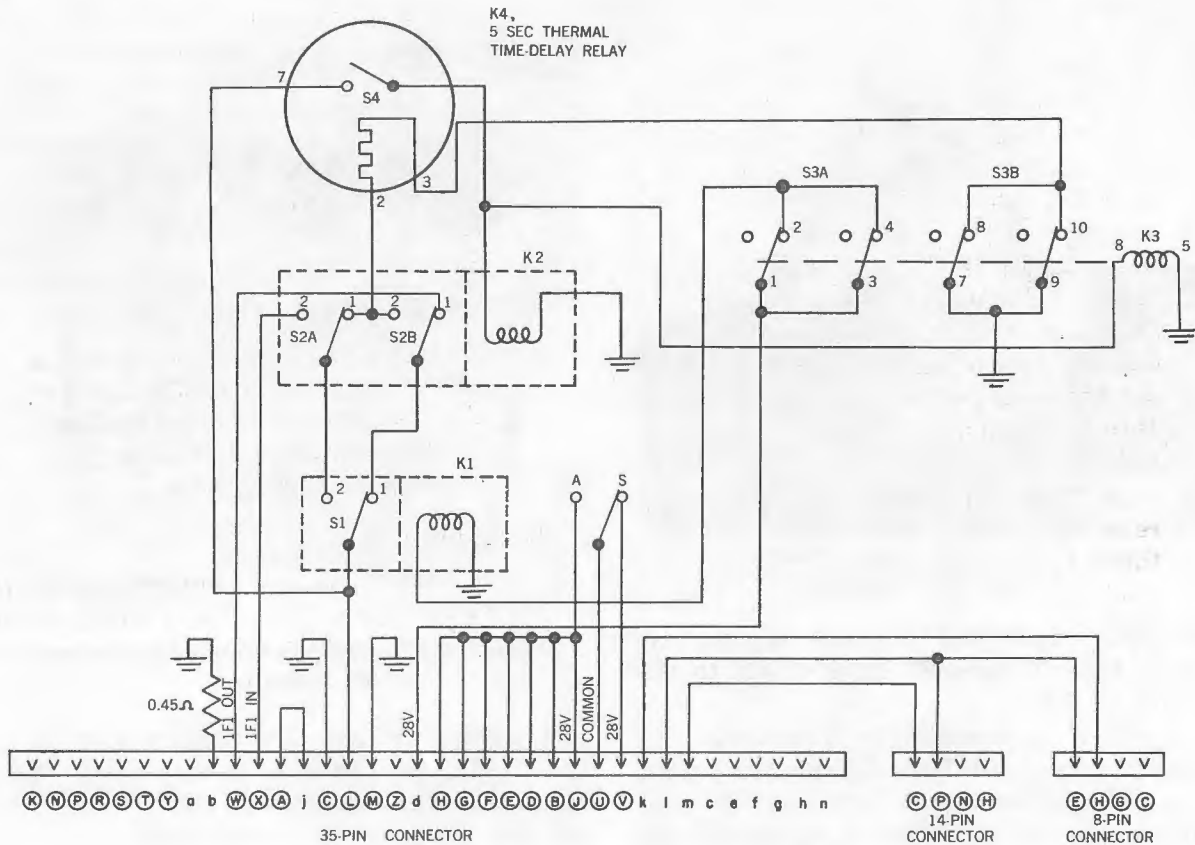 K4,
5 SEC THERMAL
TIME-DELAY RELAY
7
S4
3
2
S3A
S3B
2
4
8
10
8
K3
5
K2
1
3
7
9
2
1
2
1
S2A
S2B
K1
A
S
2
1
S1
0.45Ω
1F1 OUT
1F1 IN
28V
28V
COMMON
28V
K N P R S T Y a b W X A j C L M Z d H G F E D B J U V k l m c e f g h n
C P N H
E H G C
35-PIN CONNECTOR
14-PIN
CONNECTOR
8-PIN
CONNECTOR